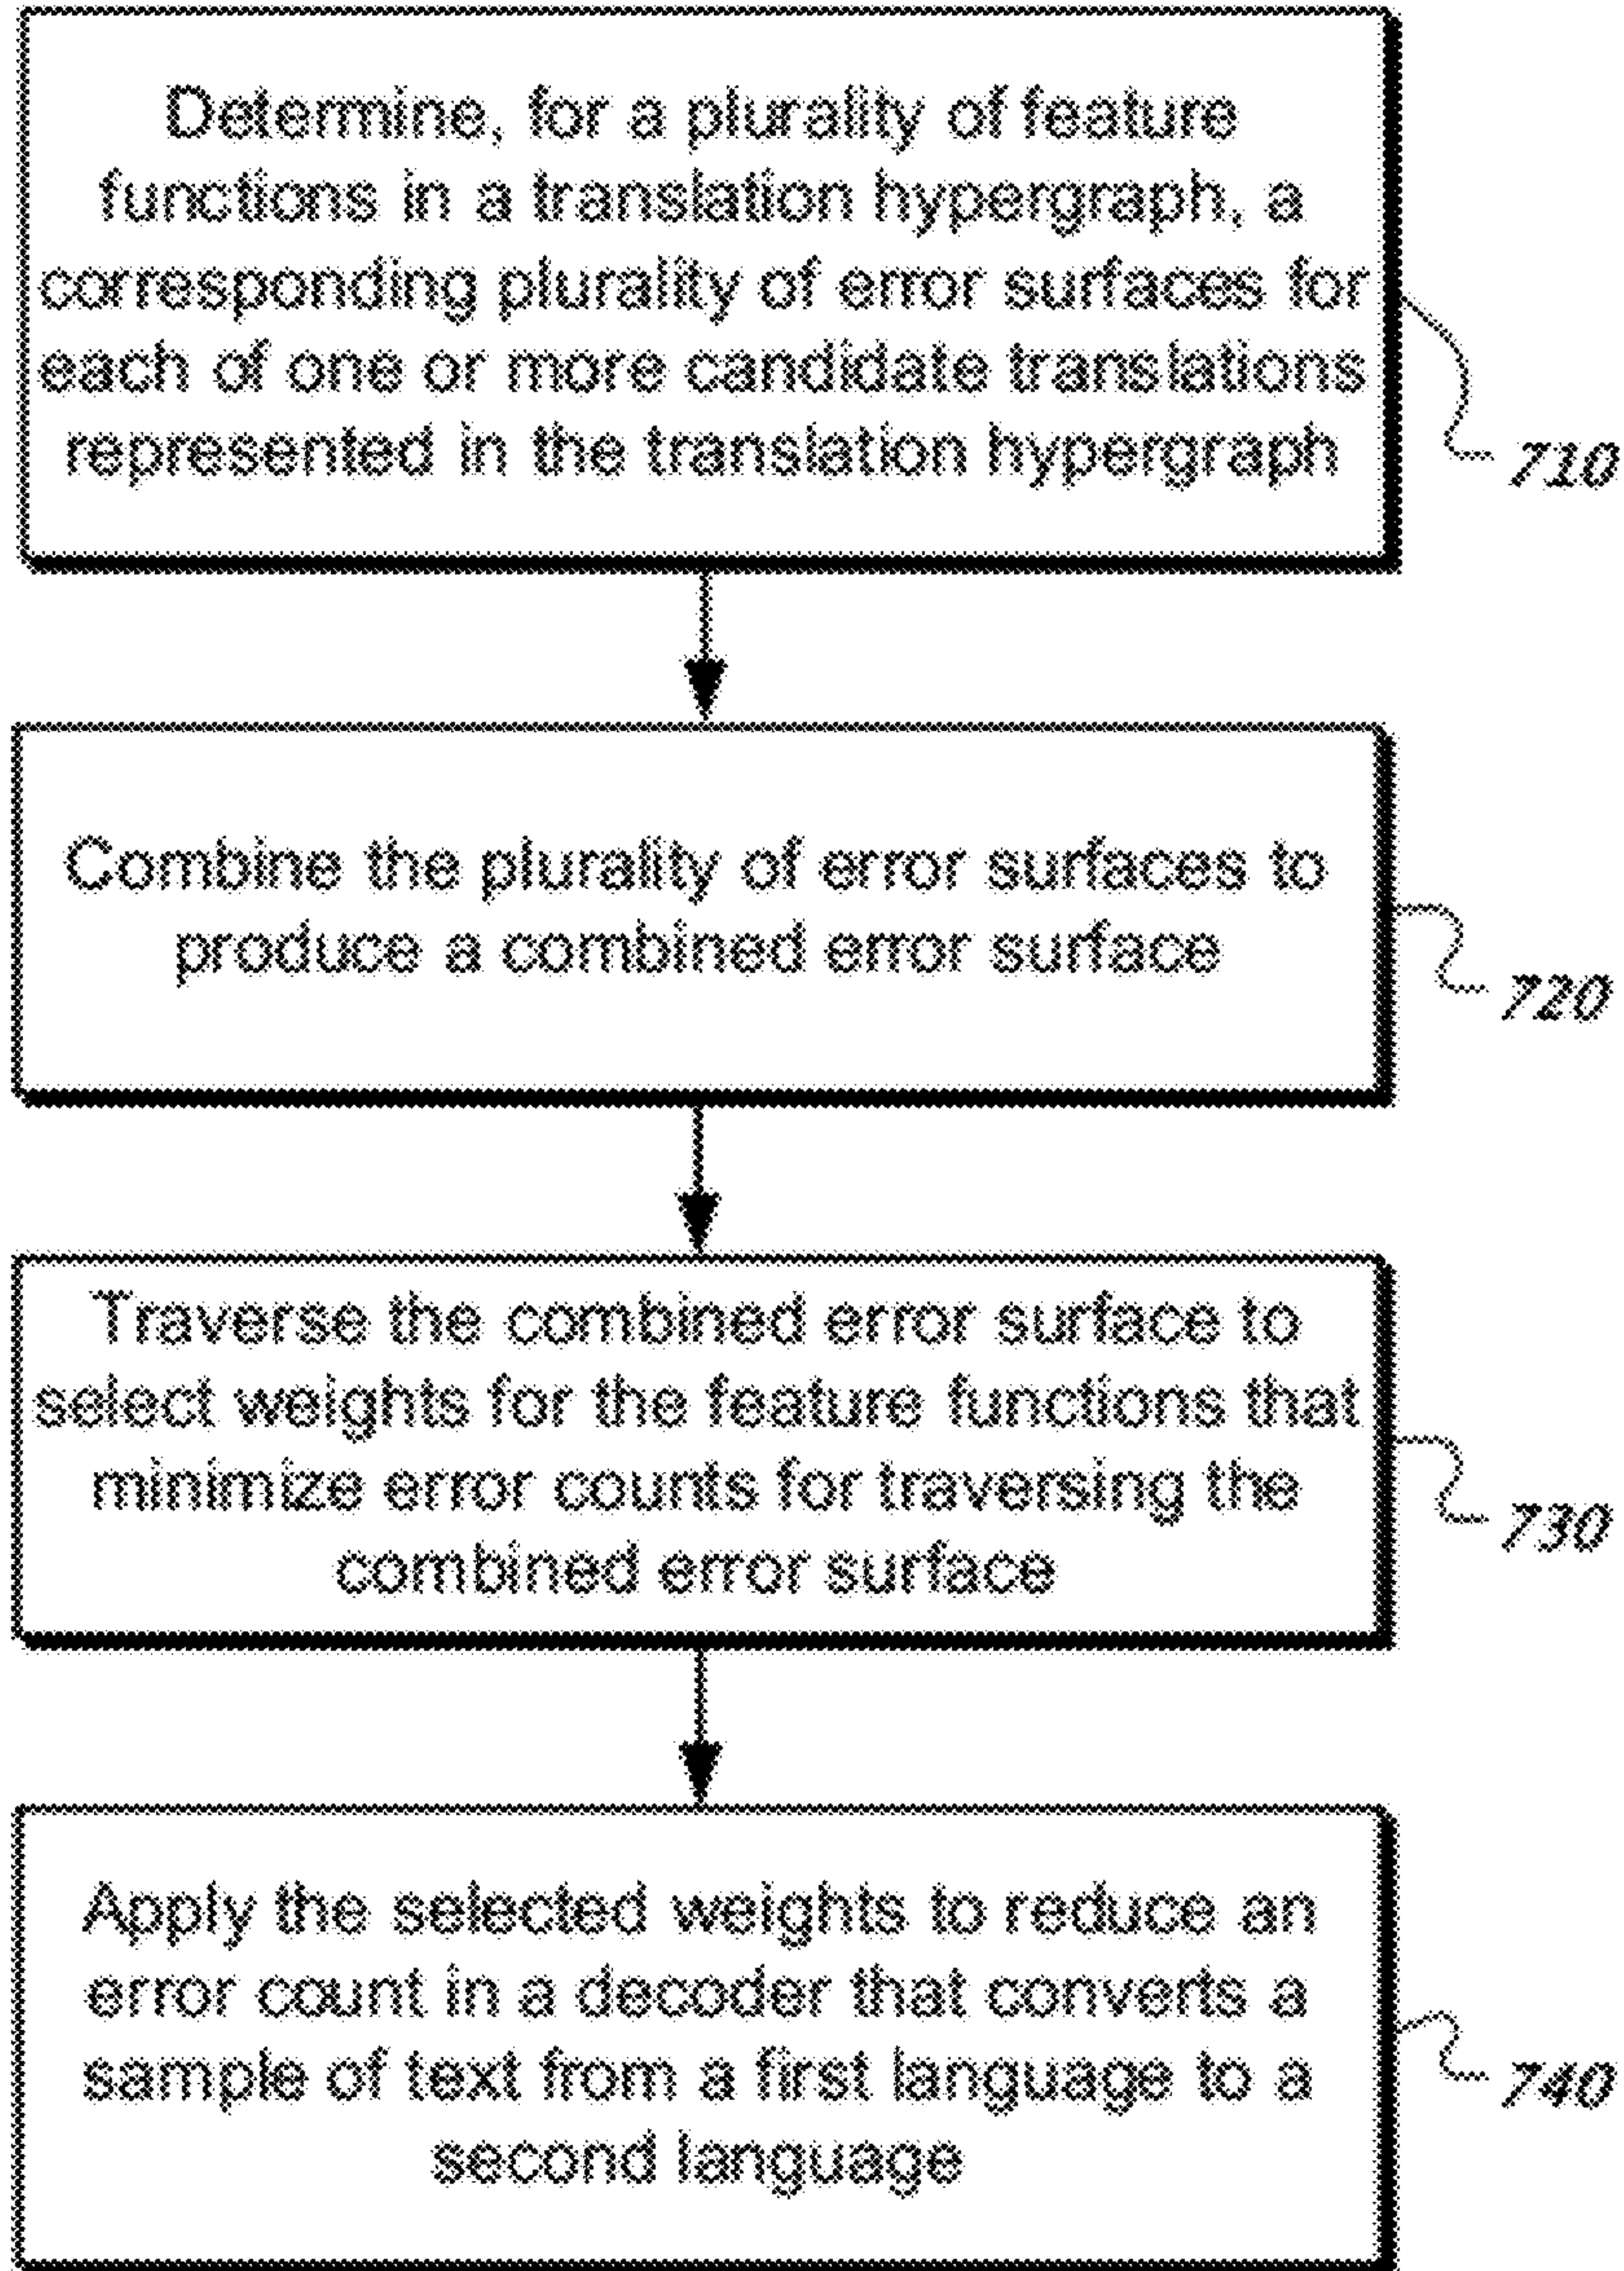 Determine, for a plurality of feature
functions in a translation hypergraph, a
corresponding plurality of error surfaces for
each of one or more candidate translations
represented in the translation hypergraph
710
Combine the plurality of error surfaces to
produce a combined error surface
720
Traverse the combined error surface to
select weights for the feature functions that
minimize error counts for traversing the
combined error surface
730
Apply the selected weights to reduce an
error count in a decoder that converts a
sample of text from a first language to a
second language
740